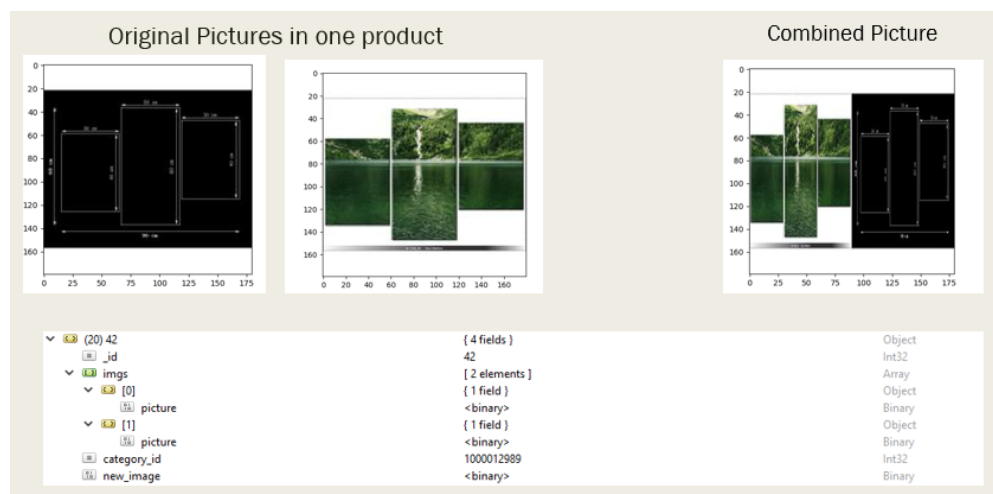 Original Pictures in one product
Combined Picture
0
20
40
60
80
100
120
140
160
0 25 50 75 100 125 150 175
90 cm
0
20
40
60
80
100
120
140
160
0 20 40 60 80 100 120 140 160
0
20
40
60
80
100
120
140
160
0 25 50 75 100 125 150 175
(20) 42 { 4 fields } Object
_id 42 Int32
imgs [ 2 elements ] Array
[0] { 1 field } Object
picture <binary> Binary
[1] { 1 field } Object
picture <binary> Binary
category_id 1000012989 Int32
new_image <binary> Binary